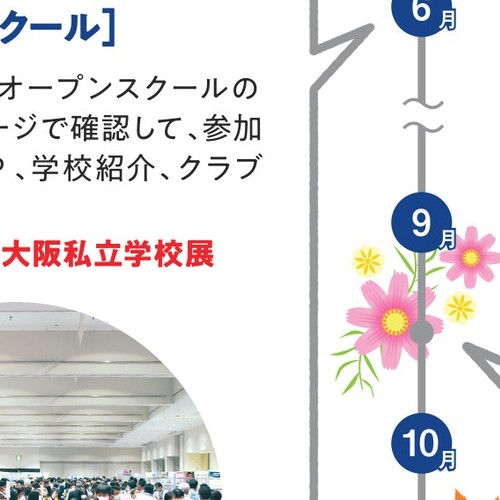 クール]
オープンスクールの
ージで確認して、参加
、学校紹介、クラブ
大阪私立学校展
6月
9月
10月